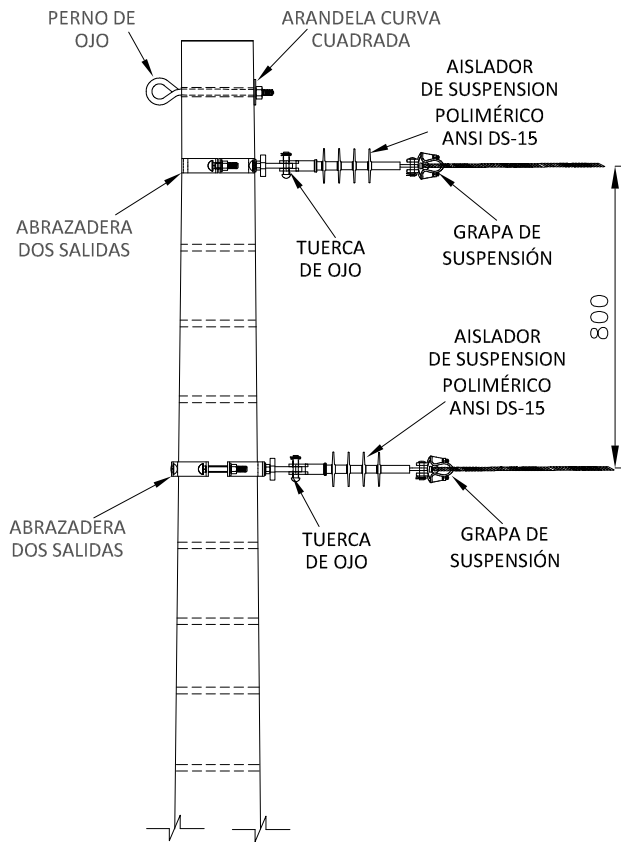 PERNO DE
OJO
ARANDELA CURVA
CUADRADA
AISLADOR
DE SUSPENSION
POLIMÉRICO
ANSI DS-15
ABRAZADERA
DOS SALIDAS
TUERCA
DE OJO
GRAPA DE
SUSPENSIÓN
800
AISLADOR
DE SUSPENSION
POLIMÉRICO
ANSI DS-15
ABRAZADERA
DOS SALIDAS
TUERCA
DE OJO
GRAPA DE
SUSPENSIÓN